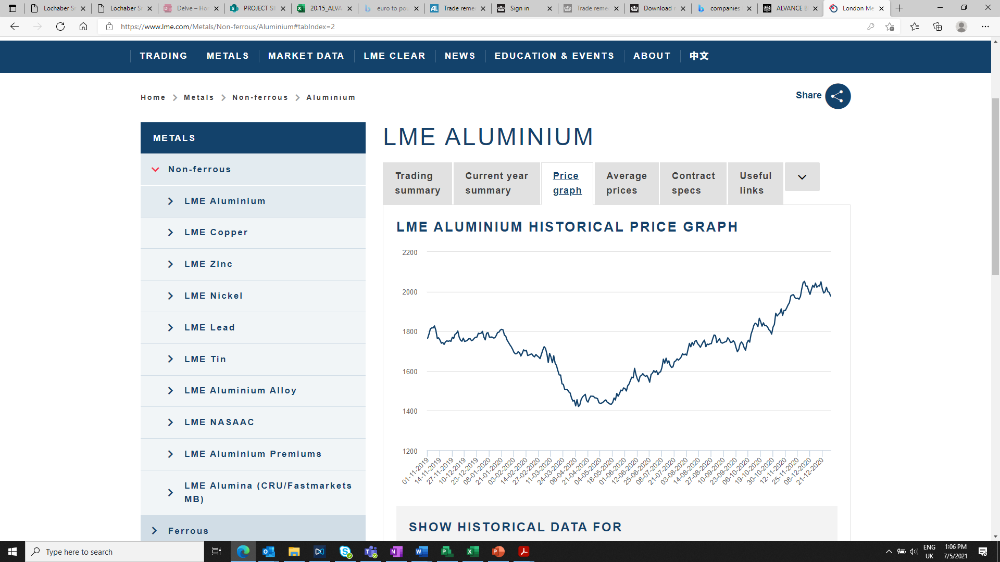 Lochaber Sr
Lochaber Sr
Delve – Hor
PROJECT SI
20.15_ALVA
euro to pou
Trade reme
Sign in
Trade reme
Download r
companies
ALVANCE B
London Me
https://www.lme.com/Metals/Non-ferrous/Aluminium#tabIndex=2
TRADING METALS MARKET DATA LME CLEAR NEWS EDUCATION & EVENTS ABOUT 中文
Home Metals Non-ferrous Aluminium
Share
METALS
Non-ferrous
LME Aluminium
LME Copper
LME Zinc
LME Nickel
LME Lead
LME Tin
LME Aluminium Alloy
LME NASAAC
LME Aluminium Premiums
LME Alumina (CRU/Fastmarkets
MB)
Ferrous
LME ALUMINIUM
Trading
summary
Current year
summary
Price
graph
Average
prices
Contract
specs
Useful
links
LME ALUMINIUM HISTORICAL PRICE GRAPH
2200
2000
1800
1600
1400
1200
01-11-2019
14-11-2019
27-11-2019
10-12-2019
23-12-2019
08-01-2020
21-01-2020
03-02-2020
14-02-2020
27-02-2020
11-03-2020
24-03-2020
06-04-2020
21-04-2020
04-05-2020
18-05-2020
01-06-2020
12-06-2020
25-06-2020
08-07-2020
21-07-2020
03-08-2020
14-08-2020
27-08-2020
10-09-2020
23-09-2020
06-10-2020
19-10-2020
30-10-2020
12-11-2020
25-11-2020
08-12-2020
21-12-2020
SHOW HISTORICAL DATA FOR
Type here to search
ENG
UK
1:06 PM
7/5/2021